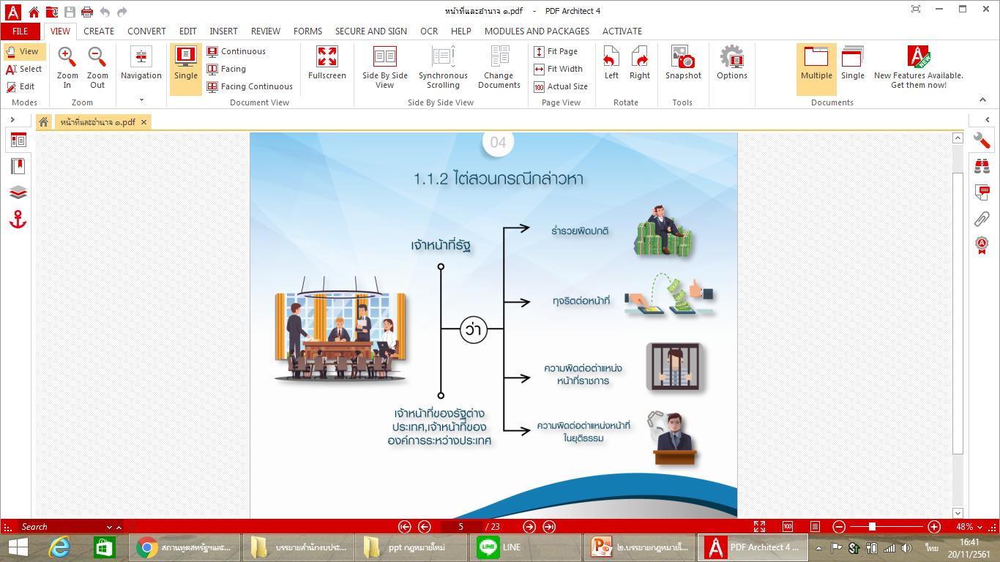 หน้าที่และอำนาจ ๑.pdf - PDF Architect 4
FILE VIEW CREATE CONVERT EDIT INSERT REVIEW FORMS SECURE AND SIGN OCR HELP MODULES AND PACKAGES ACTIVATE
View
Select
Edit
Modes
Zoom In
Zoom Out
Zoom
Navigation
Single
Continuous
Facing
Facing Continuous
Document View
Fullscreen
Side By Side View
Synchronous Scrolling
Change Documents
Side By Side View
Fit Page
Fit Width
100 Actual Size
Page View
Left
Right
Rotate
Snapshot
Tools
Options
Multiple
Single
Documents
NEW
New Features Available.
Get them now!
หน้าที่และอำนาจ ๑.pdf
04
1.1.2 ไต่สวนกรณีกล่าวหา
เจ้าหน้าที่รัฐ
ว่า
เจ้าหน้าที่ของรัฐต่าง
ประเทศ,เจ้าหน้าที่ของ
องค์การระหว่างประเทศ
ร่ำรวยผิดปกติ
ทุจริตต่อหน้าที่
ความผิดต่อตำแหน่ง
หน้าที่ราชการ
ความผิดต่อตำแหน่งหน้าที่
ในยุติธรรม
Search
5 / 23
100
48%
สถานทูตสหรัฐฯและ...
บรรยายสำนักงบประ...
ppt กฎหมายใหม่
LINE
๒.บรรยายกฎหมายใ...
PDF Architect 4 ...
ไทย
16:41
20/11/2561